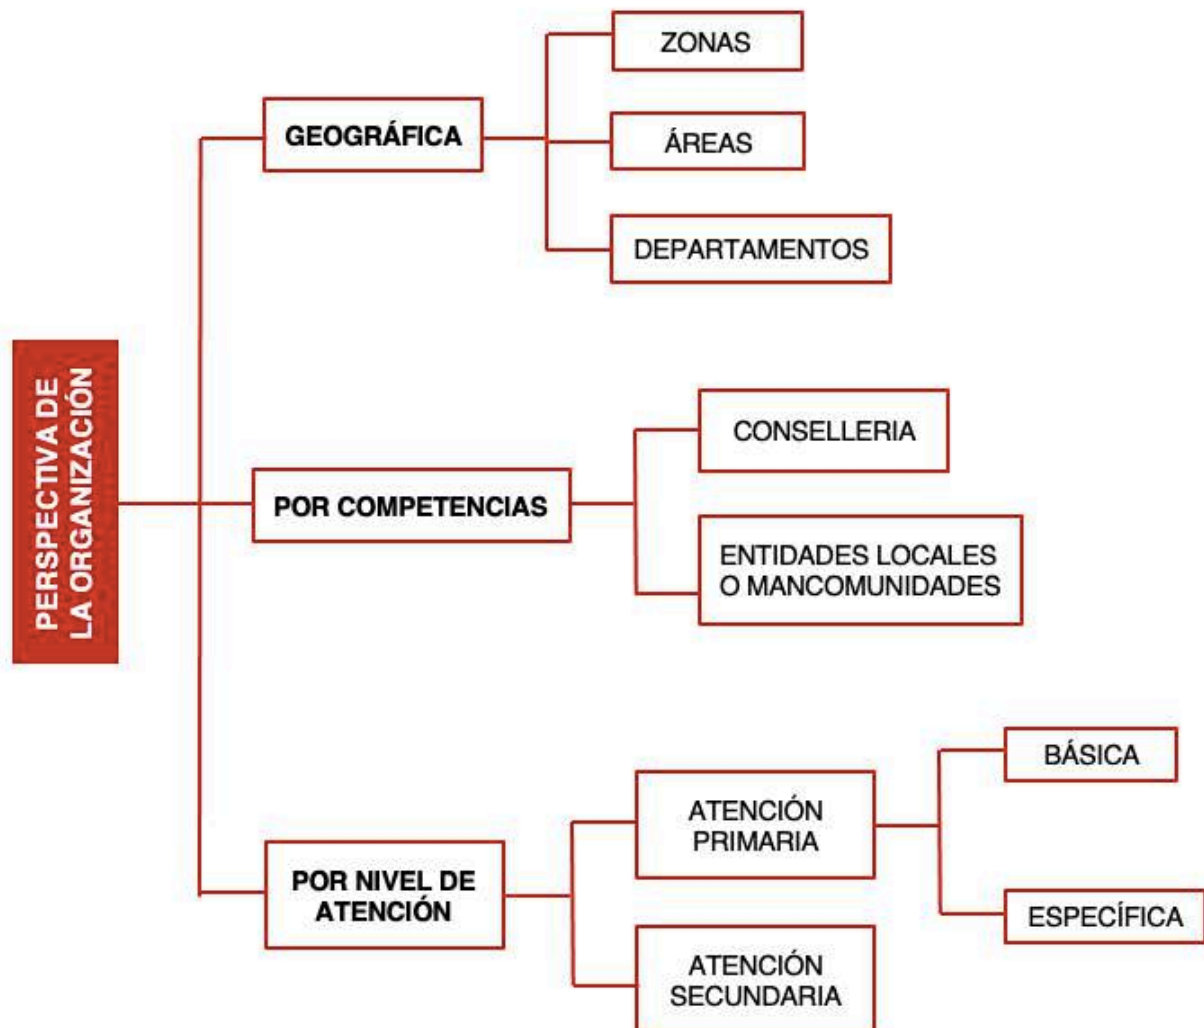 PERSPECTIVA DE
LA ORGANIZACIÓN
GEOGRÁFICA
ZONAS
ÁREAS
DEPARTAMENTOS
POR COMPETENCIAS
CONSELLERIA
ENTIDADES LOCALES
O MANCOMUNIDADES
POR NIVEL DE
ATENCIÓN
ATENCIÓN
PRIMARIA
BÁSICA
ESPECÍFICA
ATENCIÓN
SECUNDARIA